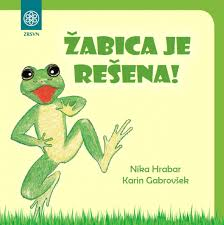 ZRSVN
ŽABICA JE
REŠENA!
Nika Hrabar
Karin Gabrovšek